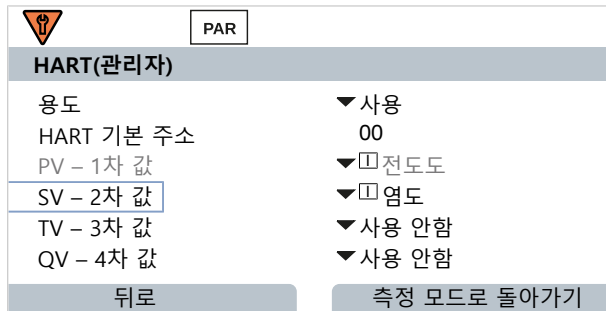 PAR
HART(관리자)
용도 사용
HART 기본 주소 00
PV – 1차 값 I 전도도
SV – 2차 값 I 염도
TV – 3차 값 사용 안함
QV – 4차 값 사용 안함
뒤로 측정 모드로 돌아가기